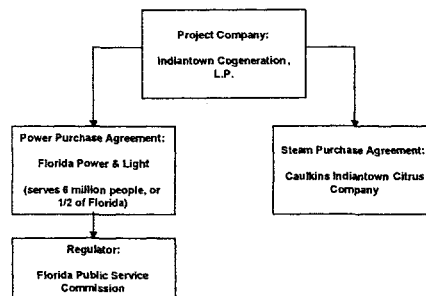 Project Company:
Indiantown Cogeneration,
L.P.
Power Purchase Agreement:
Florida Power & Light
(serves 6 million people, or
1/2 of Florida)
Steam Purchase Agreement:
Caulkins Indiantown Citrus
Company
Regulator:
Florida Public Service
Commission